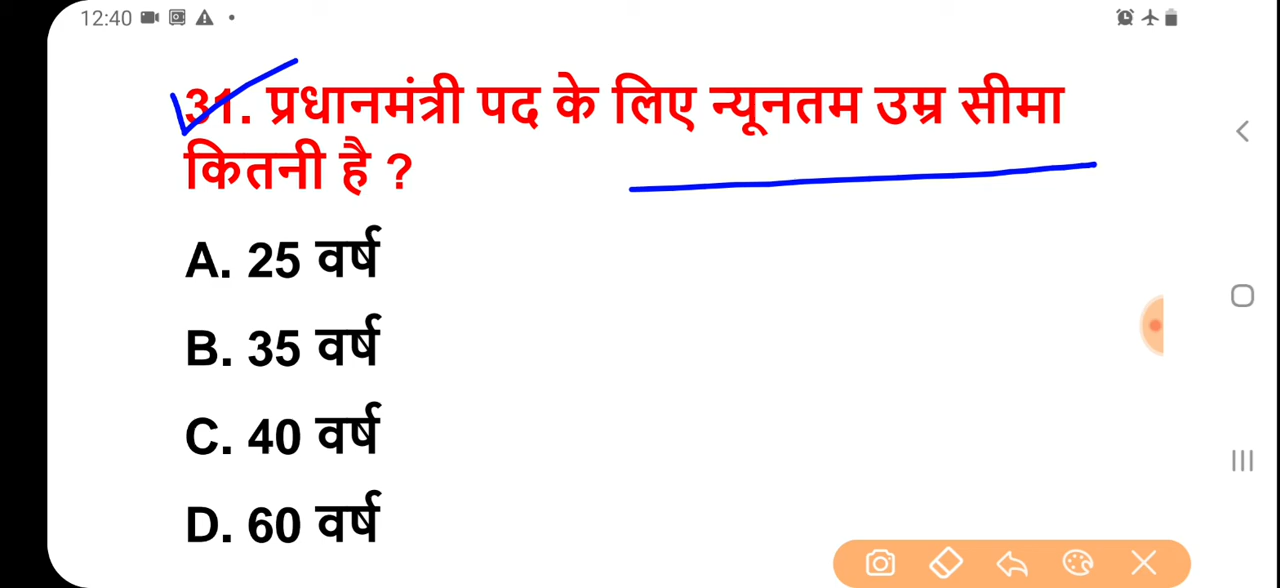 12:40
31. प्रधानमंत्री पद के लिए न्यूनतम उम्र सीमा
कितनी है ?
A. 25 वर्ष
B. 35 वर्ष
C. 40 वर्ष
D. 60 वर्ष